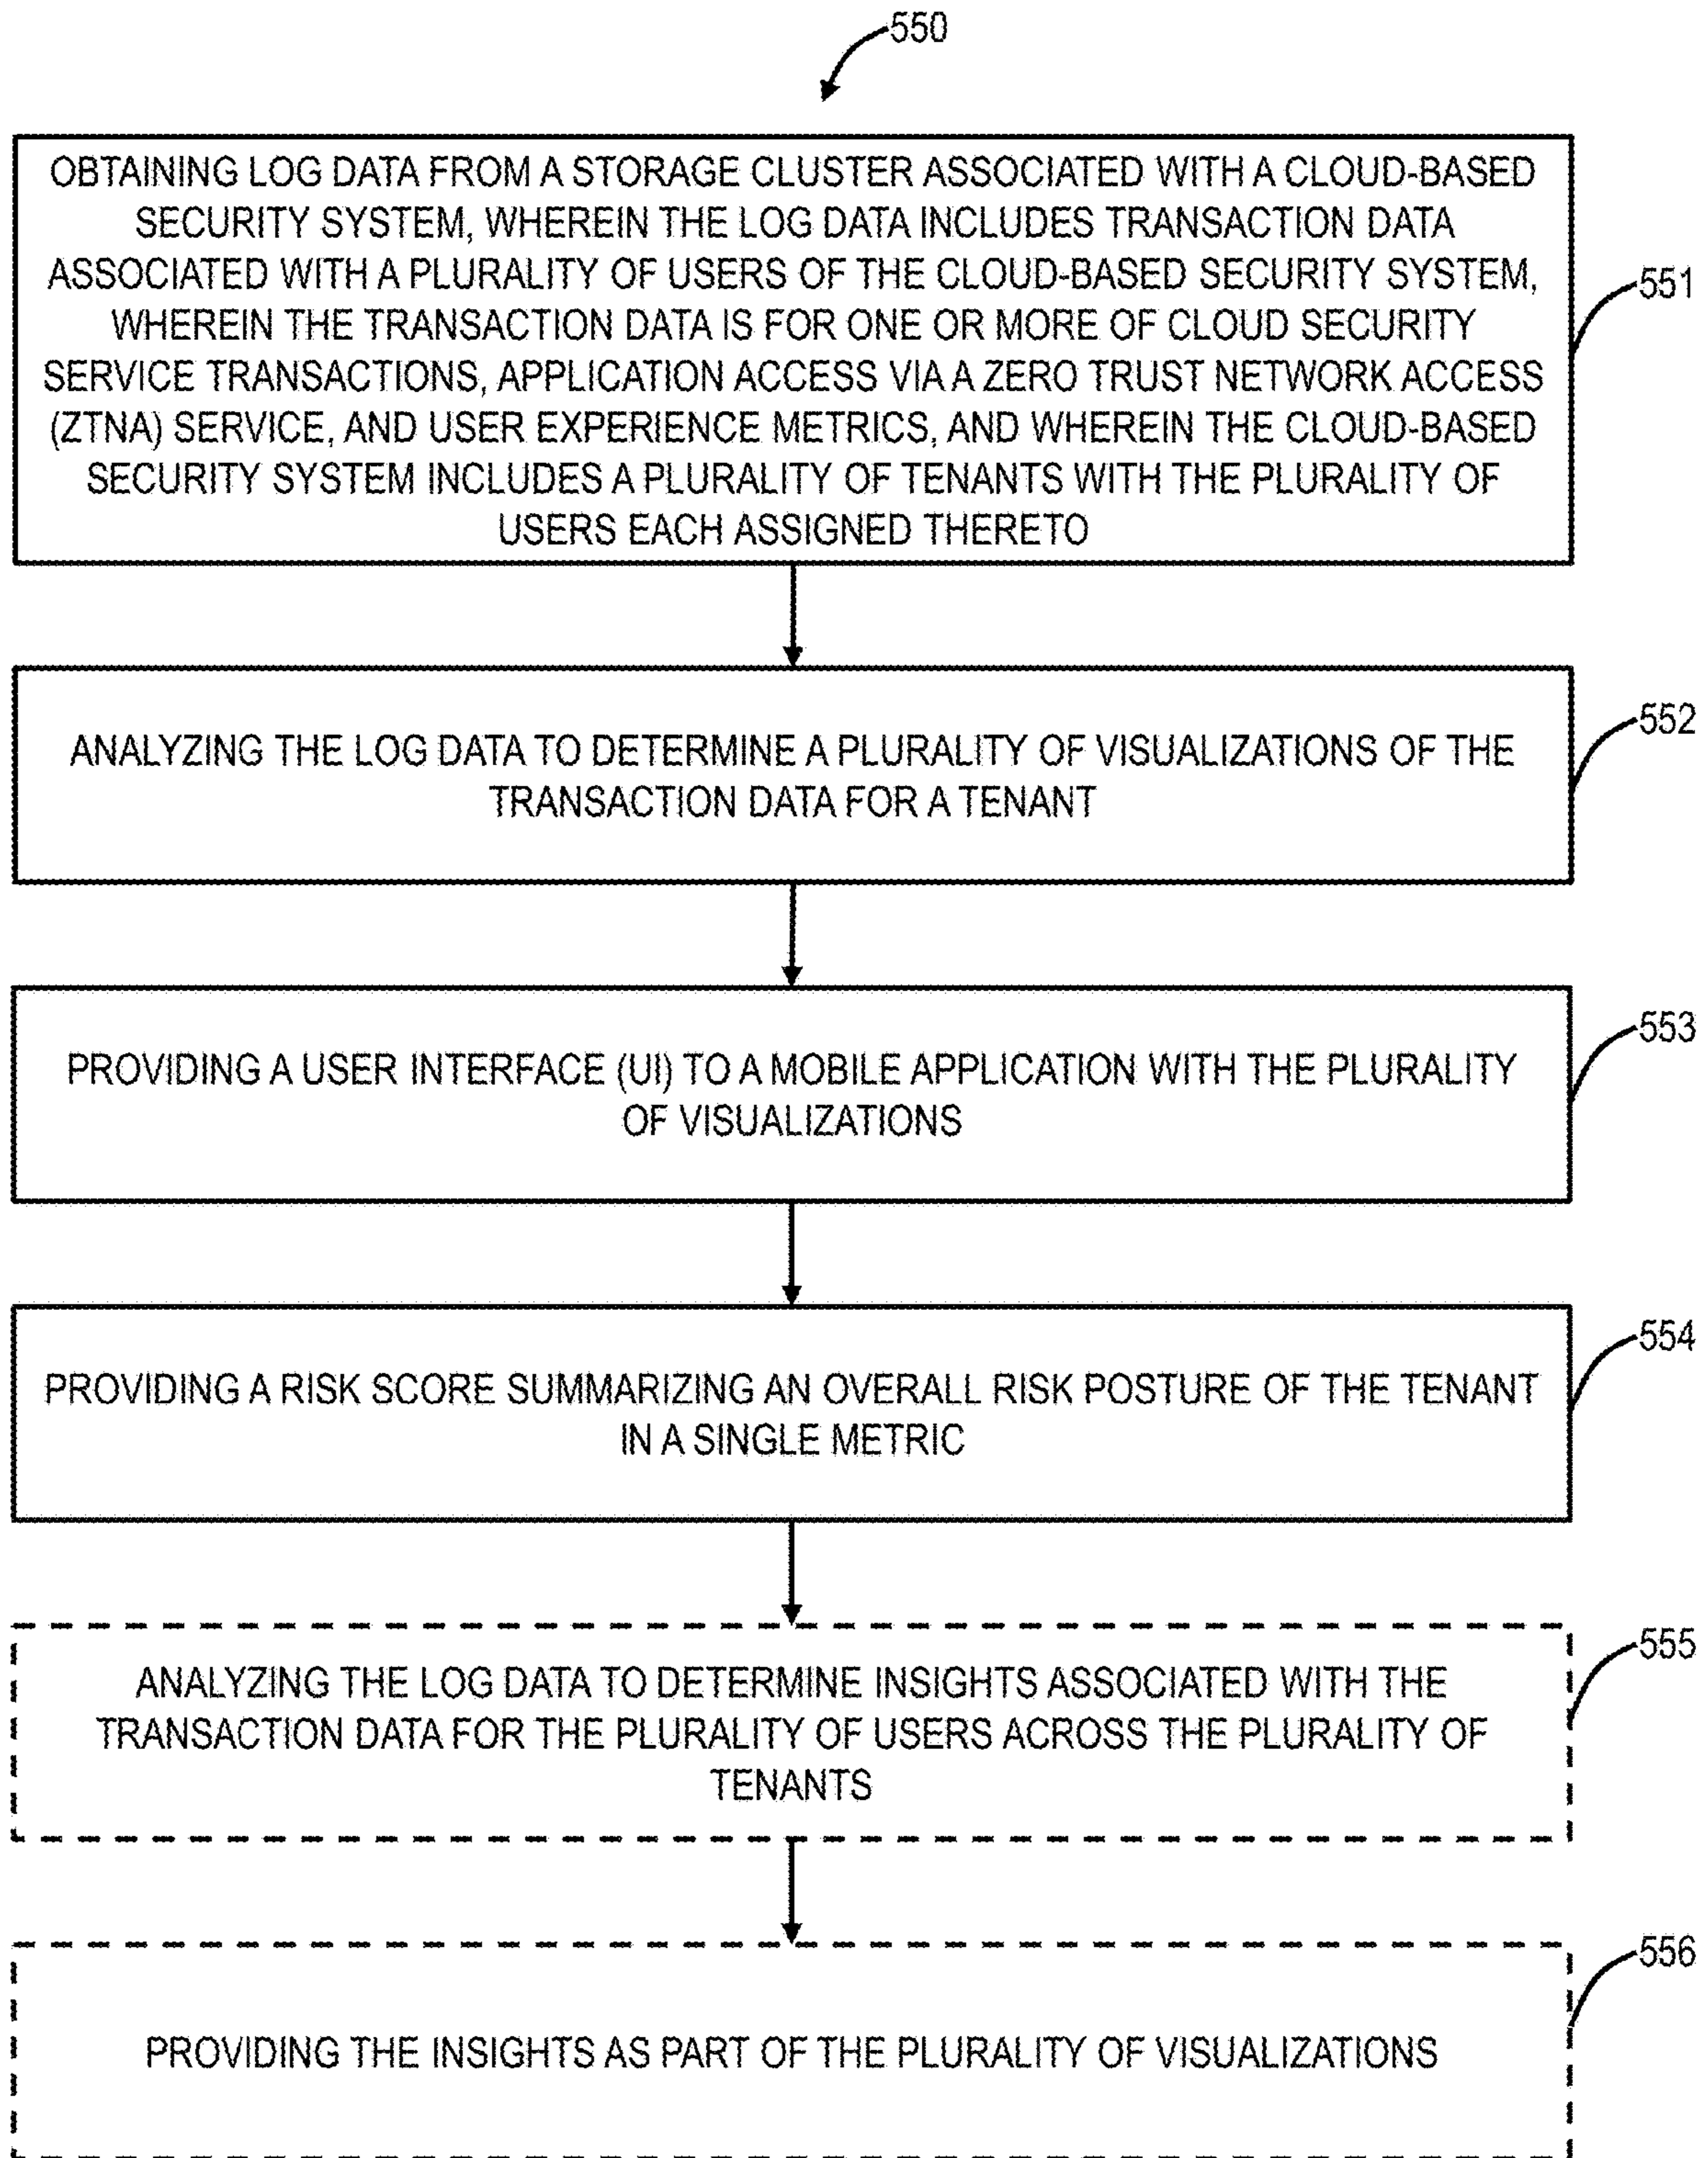 550
OBTAINING LOG DATA FROM A STORAGE CLUSTER ASSOCIATED WITH A CLOUD-BASED
SECURITY SYSTEM, WHEREIN THE LOG DATA INCLUDES TRANSACTION DATA
ASSOCIATED WITH A PLURALITY OF USERS OF THE CLOUD-BASED SECURITY SYSTEM,
WHEREIN THE TRANSACTION DATA IS FOR ONE OR MORE OF CLOUD SECURITY
SERVICE TRANSACTIONS, APPLICATION ACCESS VIA A ZERO TRUST NETWORK ACCESS
(ZTNA) SERVICE, AND USER EXPERIENCE METRICS, AND WHEREIN THE CLOUD-BASED
SECURITY SYSTEM INCLUDES A PLURALITY OF TENANTS WITH THE PLURALITY OF
USERS EACH ASSIGNED THERETO
551
ANALYZING THE LOG DATA TO DETERMINE A PLURALITY OF VISUALIZATIONS OF THE
TRANSACTION DATA FOR A TENANT
552
PROVIDING A USER INTERFACE (UI) TO A MOBILE APPLICATION WITH THE PLURALITY
OF VISUALIZATIONS
553
PROVIDING A RISK SCORE SUMMARIZING AN OVERALL RISK POSTURE OF THE TENANT
IN A SINGLE METRIC
554
ANALYZING THE LOG DATA TO DETERMINE INSIGHTS ASSOCIATED WITH THE
TRANSACTION DATA FOR THE PLURALITY OF USERS ACROSS THE PLURALITY OF
TENANTS
555
PROVIDING THE INSIGHTS AS PART OF THE PLURALITY OF VISUALIZATIONS
556